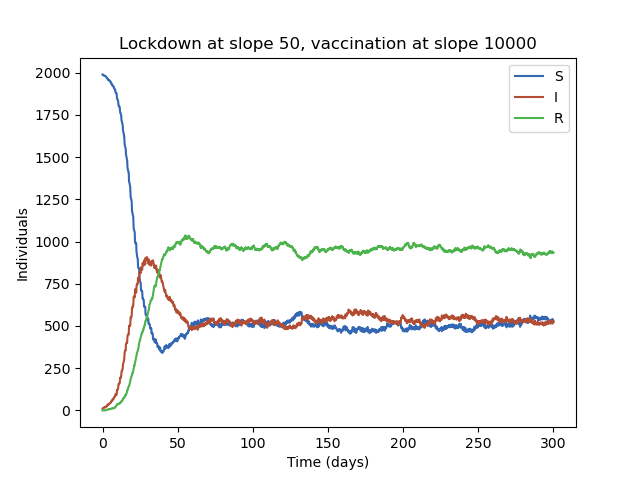 Lockdown at slope 50, vaccination at slope 10000
S
I
R
2000
1750
1500
1250
1000
750
500
250
0
Individuals
0 50 100 150 200 250 300
Time (days)